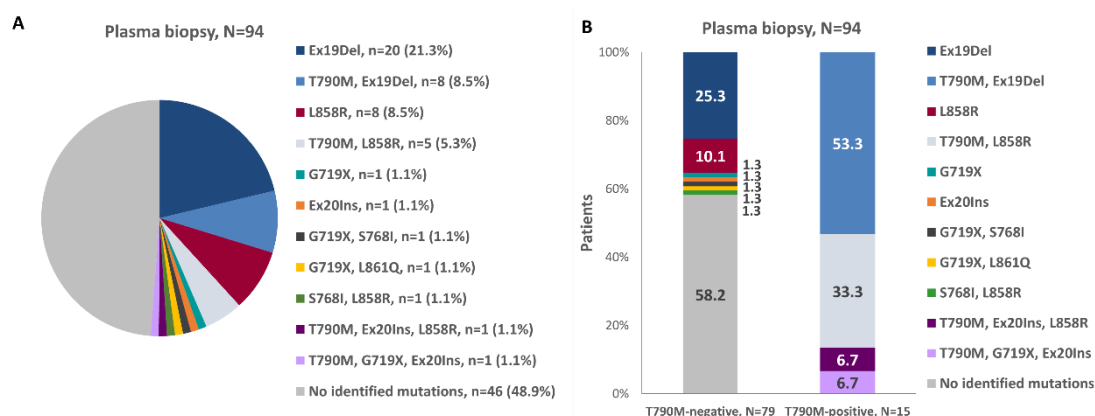 A
Plasma biopsy, N=94
Ex19Del, n=20 (21.3%)
T790M, Ex19Del, n=8 (8.5%)
L858R, n=8 (8.5%)
T790M, L858R, n=5 (5.3%)
G719X, n=1 (1.1%)
Ex20Ins, n=1 (1.1%)
G719X, S768I, n=1 (1.1%)
G719X, L861Q, n=1 (1.1%)
S768I, L858R, n=1 (1.1%)
T790M, Ex20Ins, L858R, n=1 (1.1%)
T790M, G719X, Ex20Ins, n=1 (1.1%)
No identified mutations, n=46 (48.9%)
B
Plasma biopsy, N=94
Patients
100%
80%
60%
40%
20%
0%
25.3
10.1
1.3
1.3
1.3
1.3
1.3
58.2
53.3
33.3
6.7
6.7
T790M-negative, N=79
T790M-positive, N=15
Ex19Del
T790M, Ex19Del
L858R
T790M, L858R
G719X
Ex20Ins
G719X, S768I
G719X, L861Q
S768I, L858R
T790M, Ex20Ins, L858R
T790M, G719X, Ex20Ins
No identified mutations